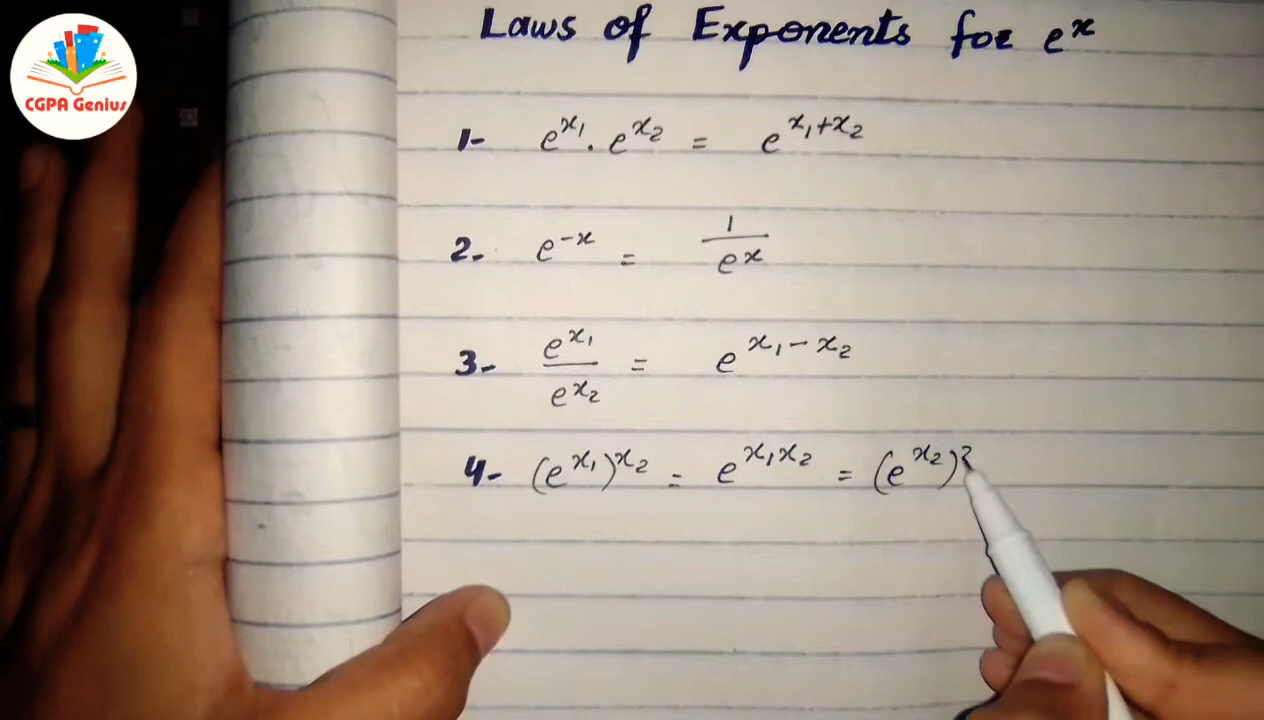 CGPA Genius
Laws of Exponents for eˣ
1- e^x₁ . e^x₂ = e^x₁+x₂
2- e^-x = 1/e^x
3- e^x₁/e^x₂ = e^x₁-x₂
4- (e^x₁)^x₂ = e^x₁x₂ = (e^x₂)